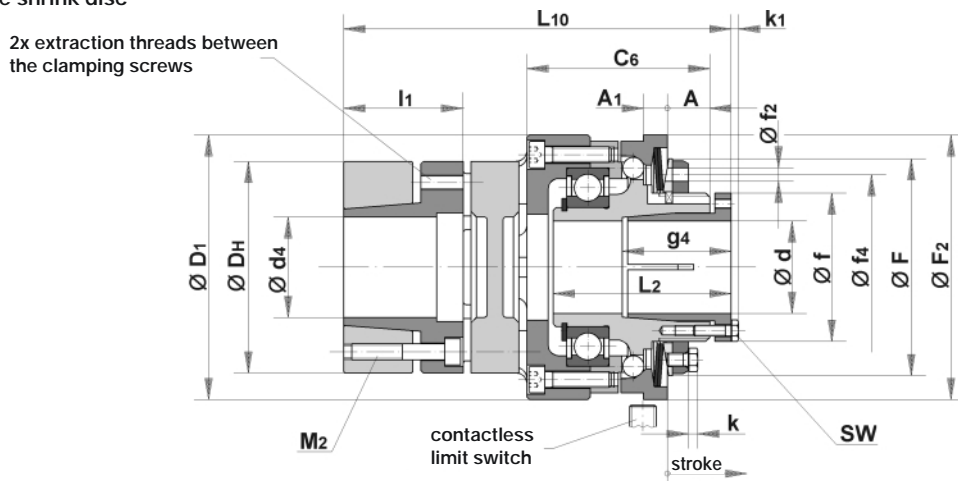 shrink disc
2x extraction threads between
the clamping screws
L10
k1
C6
l1
A1
A
Ø f2
Ø D1
Ø DH
Ø d4
g4
L2
Ø d
Ø f
Ø f4
Ø F
Ø F2
M2
contactless
limit switch
k
SW
stroke